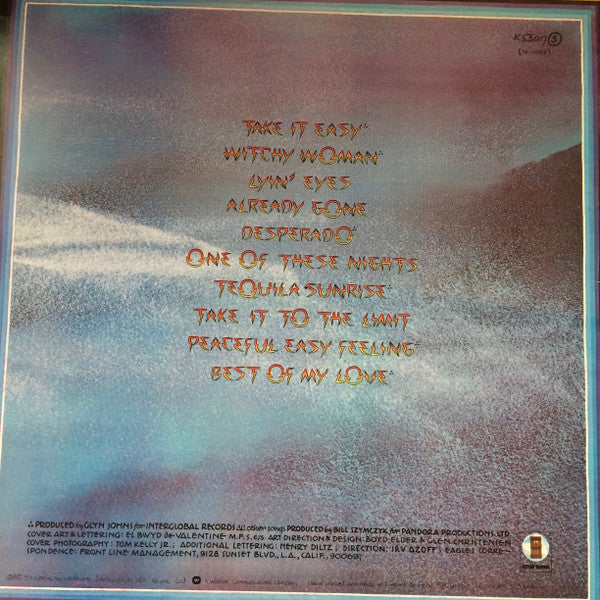 K53017 S
TAKE IT EASY*
WITCHY WOMAN*
LYIN' EYES
ALREADY GONE
DESPERADO*
ONE OF THESE NIGHTS
TEQUILA SUNRISE*
TAKE IT TO THE LIMIT
PEACEFUL EASY FEELING*
BEST OF MY LOVE*
PRODUCED by GLYN JOHNS for INTERGLOBAL RECORDS All other songs PRODUCED by BILL SZYMCZYK, for PANDORA PRODUCTIONS, LTD
COVER ART & LETTERING: EL BWYD de VALENTINE M.F.S. c/s ART DIRECTION & DESIGN: BOYD ELDER & GLEN CHRISTENSEN
COVER PHOTOGRAPHY: TOM KELLY JR.; ADDITIONAL LETTERING: HENRY DILTZ; DIRECTION: IRV AZOFF; EAGLES CORRE-
SPONDENCE: FRONT LINE MANAGEMENT, 9128 SUNSET BLVD., L.A., CALIF. 90069;
a Warner Communications Company